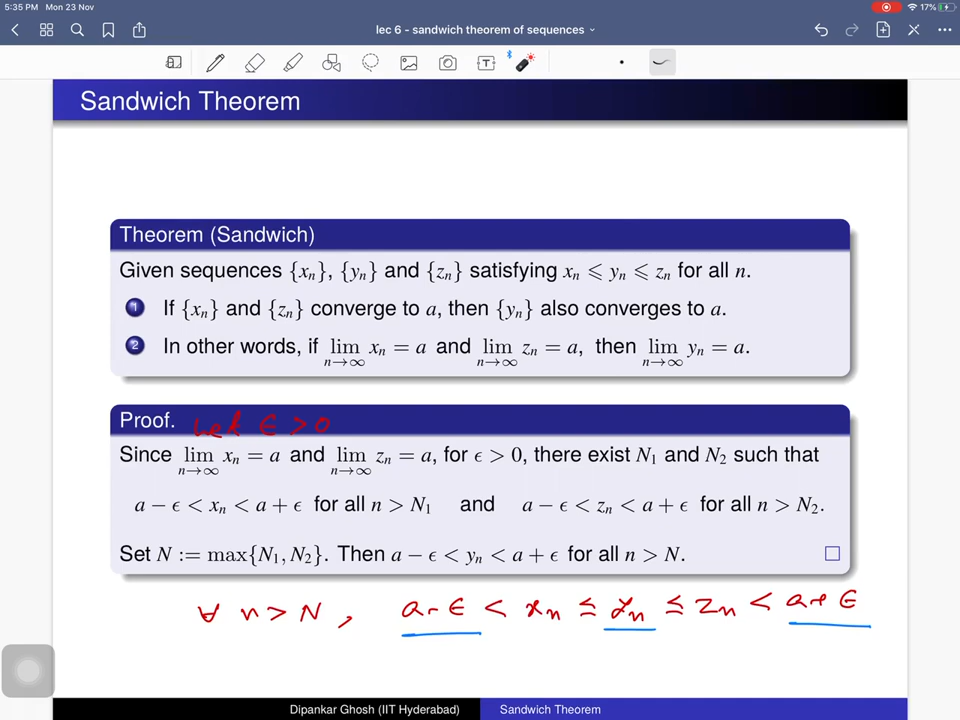 5:35 PM Mon 23 Nov 17%
lec 6 - sandwich theorem of sequences
Sandwich Theorem
Theorem (Sandwich)
Given sequences {xₙ}, {yₙ} and {zₙ} satisfying xₙ ⩽ yₙ ⩽ zₙ for all n.
1 If {xₙ} and {zₙ} converge to a, then {yₙ} also converges to a.
2 In other words, if lim n→∞ xₙ = a and lim n→∞ zₙ = a, then lim n→∞ yₙ = a.
Proof. Let ϵ > 0
Since lim n→∞ xₙ = a and lim n→∞ zₙ = a, for ϵ > 0, there exist N₁ and N₂ such that
a − ϵ < xₙ < a + ϵ for all n > N₁ and a − ϵ < zₙ < a + ϵ for all n > N₂.
Set N := max{N₁, N₂}. Then a − ϵ < yₙ < a + ϵ for all n > N. □
∀ n > N, a − ϵ < xₙ ≤ yₙ ≤ zₙ < a + ϵ
Dipankar Ghosh (IIT Hyderabad) Sandwich Theorem